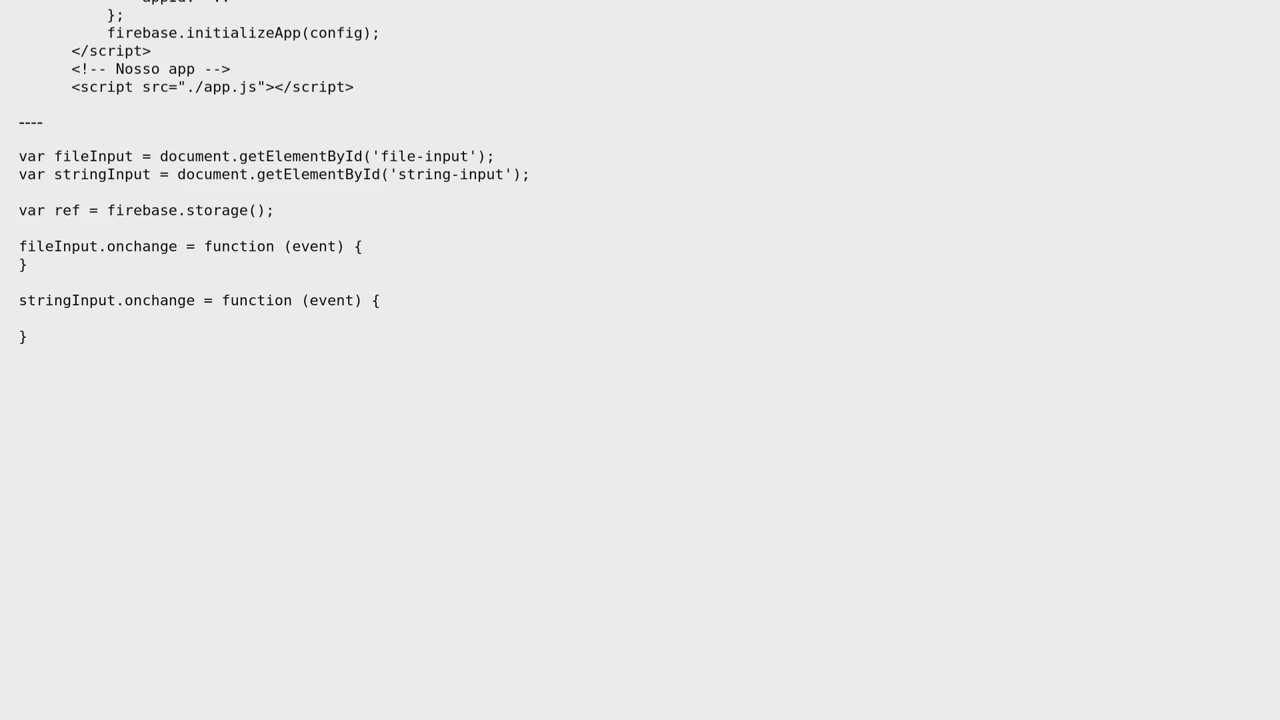 };
firebase.initializeApp(config);
</script>
<!-- Nosso app -->
<script src="./app.js"></script>
----
var fileInput = document.getElementById('file-input');
var stringInput = document.getElementById('string-input');
var ref = firebase.storage();
fileInput.onchange = function (event) {
}
stringInput.onchange = function (event) {
}